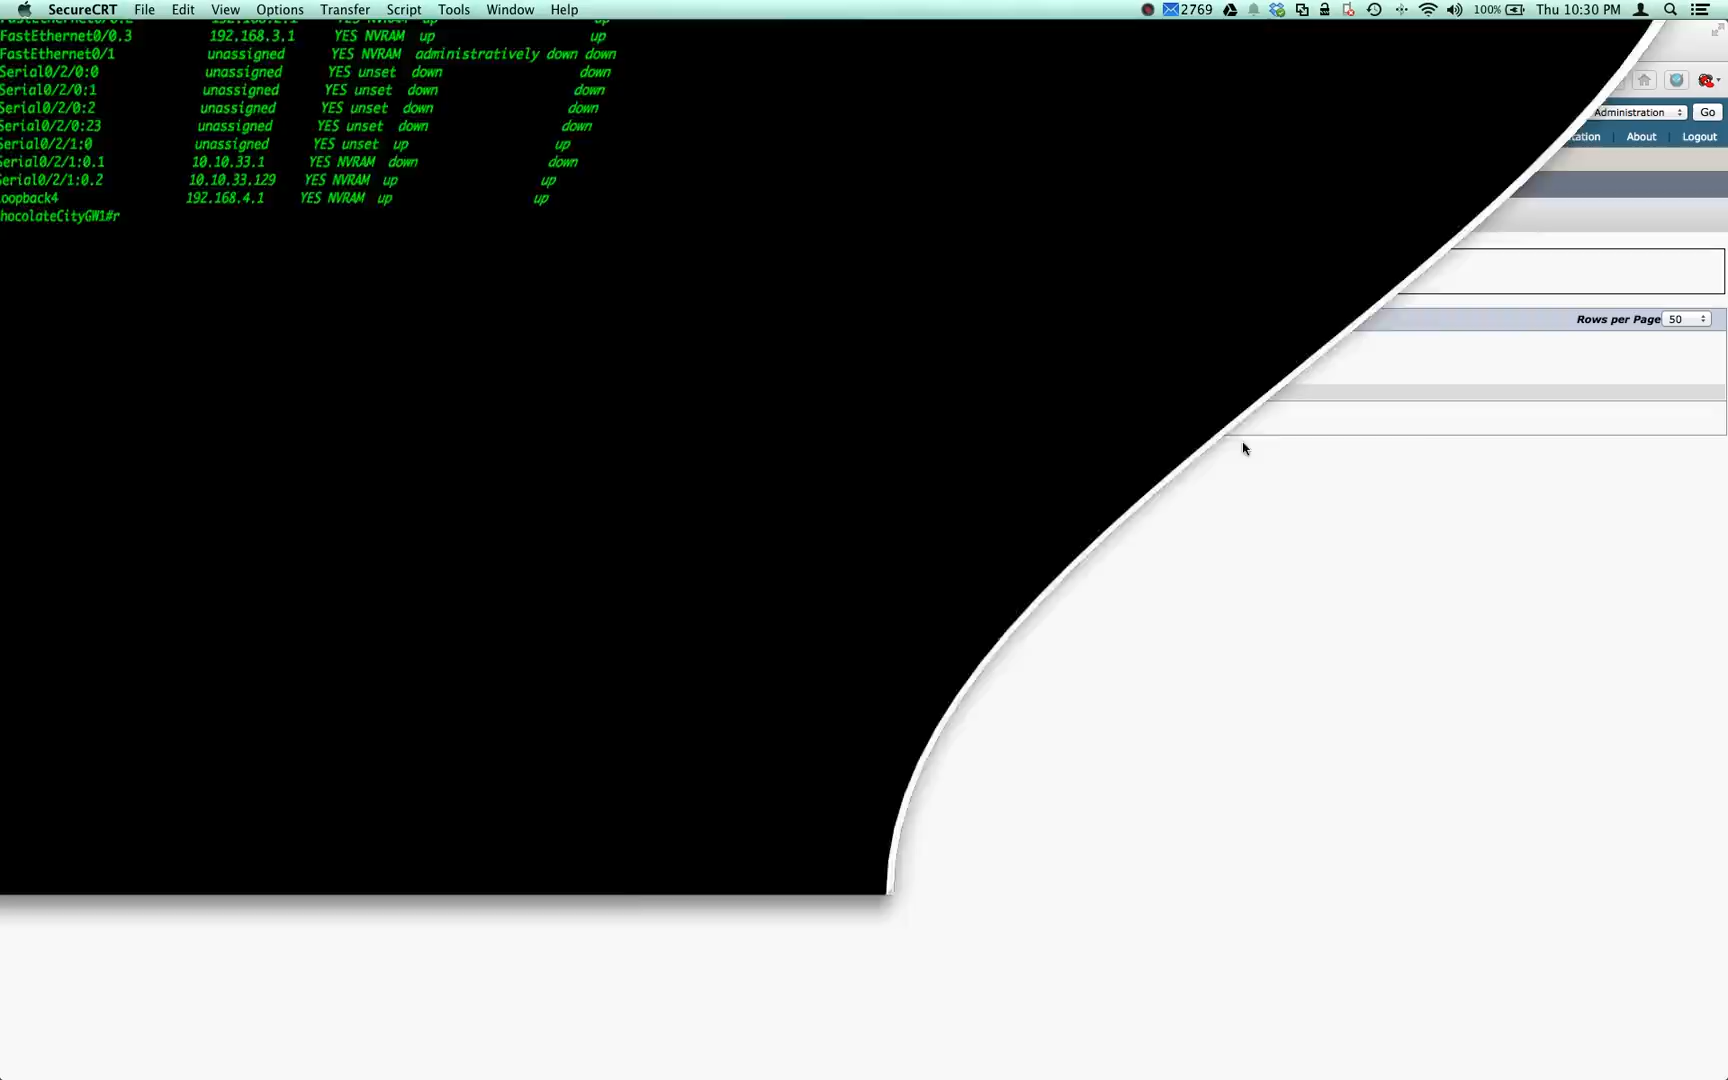 SecureCRT File Edit View Options Transfer Script Tools Window Help 2769 100% Thu 10:30 PM
FastEthernet0/0.3 192.168.3.1 YES NVRAM up up
FastEthernet0/1 unassigned YES NVRAM administratively down down
Serial0/2/0:0 unassigned YES unset down down
Serial0/2/0:1 unassigned YES unset down down
Serial0/2/0:2 unassigned YES unset down down
Serial0/2/0:23 unassigned YES unset down down
Serial0/2/1:0 unassigned YES unset up up
Serial0/2/1:0.1 10.10.33.1 YES NVRAM down down
erial0/2/1:0.2 10.10.33.129 YES NVRAM up up
oopback4 192.168.4.1 YES NVRAM up up
hocolateCityGW1#r
Administration Go
tation About Logout
Rows per Page 50